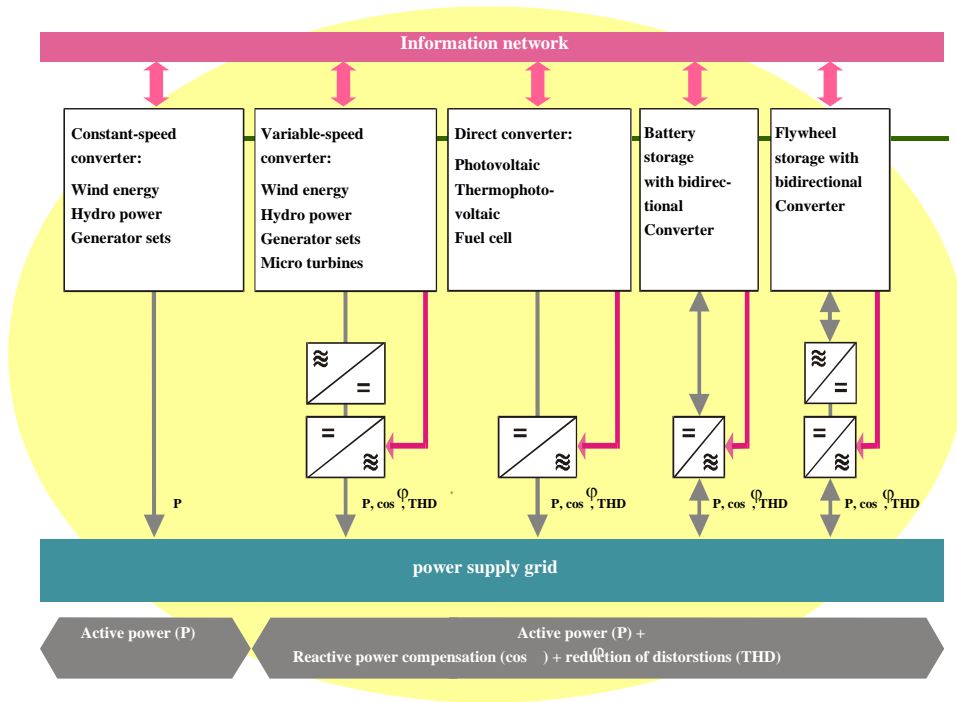 Information network
Constant-speed
converter:
Wind energy
Hydro power
Generator sets
Variable-speed
converter:
Wind energy
Hydro power
Generator sets
Micro turbines
Direct converter:
Photovoltaic
Thermophoto-
voltaic
Fuel cell
Battery
storage
with bidirec-
tional
Converter
Flywheel
storage with
bidirectional
Converter
≋
=
=
≋
=
≋
=
≋
≋
=
=
≋
P
P, cos φ, THD
P, cos φ, THD
P, cos φ, THD
P, cos φ, THD
power supply grid
Active power (P)
Active power (P) +
Reactive power compensation (cos φ) + reduction of distorstions (THD)